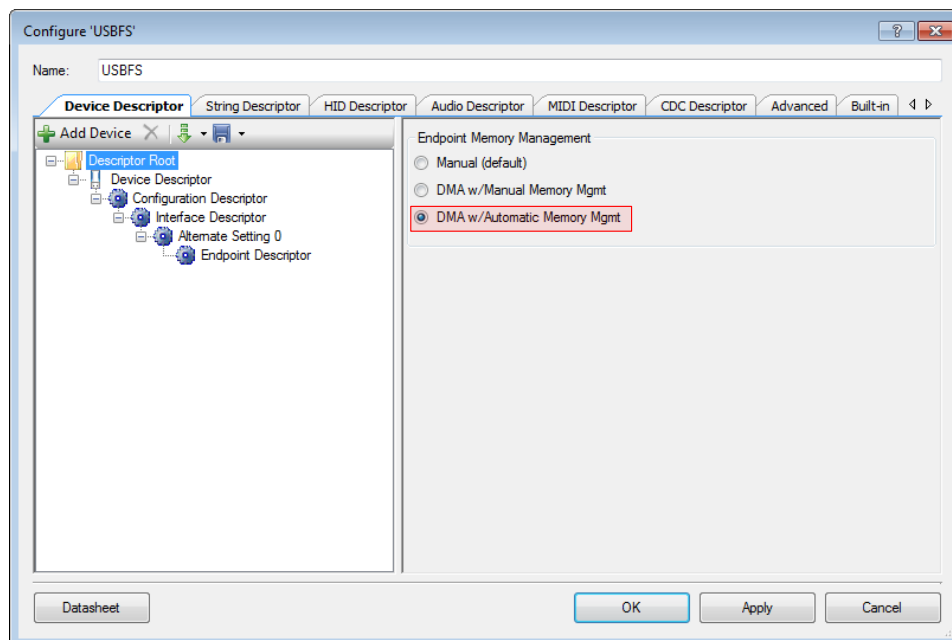 Configure 'USBFS'
Name: USBFS
Device Descriptor String Descriptor HID Descriptor Audio Descriptor MIDI Descriptor CDC Descriptor Advanced Built-in
Add Device
Descriptor Root
Device Descriptor
Configuration Descriptor
Interface Descriptor
Alternate Setting 0
Endpoint Descriptor
Endpoint Memory Management
Manual (default)
DMA w/Manual Memory Mgmt
DMA w/Automatic Memory Mgmt
Datasheet OK Apply Cancel